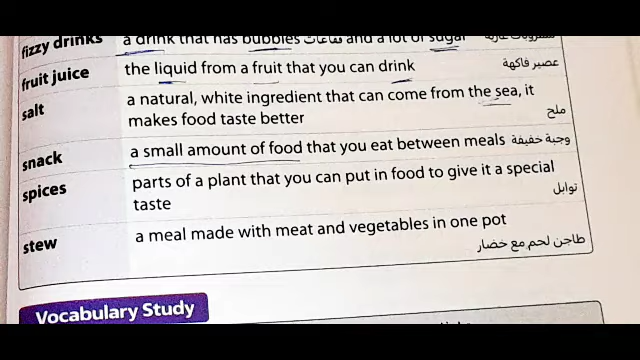 fizzy drinks a drink that has bubbles فقاعات and a lot of sugar مشروبات غازية
fruit juice the liquid from a fruit that you can drink عصير فاكهة
salt a natural, white ingredient that can come from the sea, it
makes food taste better ملح
snack a small amount of food that you eat between meals وجبة خفيفة
spices parts of a plant that you can put in food to give it a special
taste توابل
stew a meal made with meat and vegetables in one pot
طاجن لحم مع خضار
Vocabulary Study